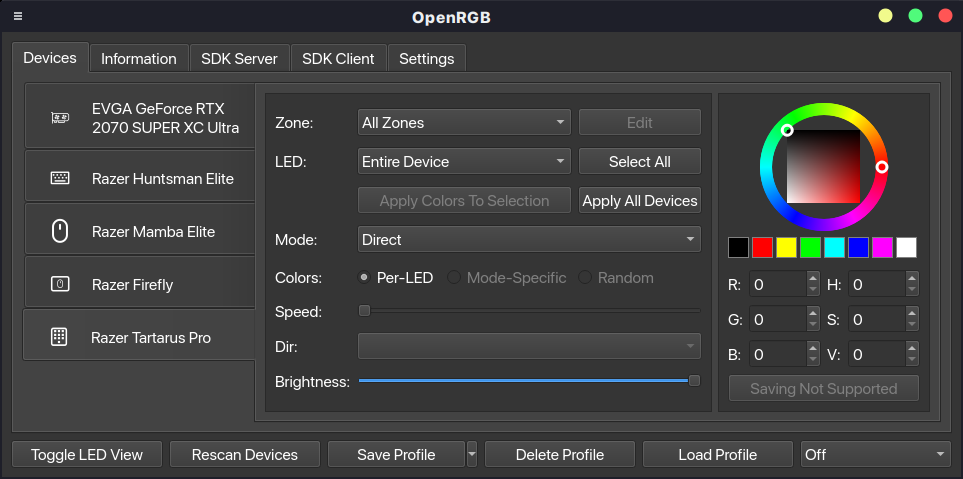 OpenRGB
Devices
Information
SDK Server
SDK Client
Settings
EVGA GeForce RTX
2070 SUPER XC Ultra
Razer Huntsman Elite
Razer Mamba Elite
Razer Firefly
Razer Tartarus Pro
Zone:
All Zones
Edit
LED:
Entire Device
Select All
Apply Colors To Selection
Apply All Devices
Mode:
Direct
Colors:
Per-LED
Mode-Specific
Random
Speed:
Dir:
Brightness:
R: 0
H: 0
G: 0
S: 0
B: 0
V: 0
Saving Not Supported
Toggle LED View
Rescan Devices
Save Profile
Delete Profile
Load Profile
Off